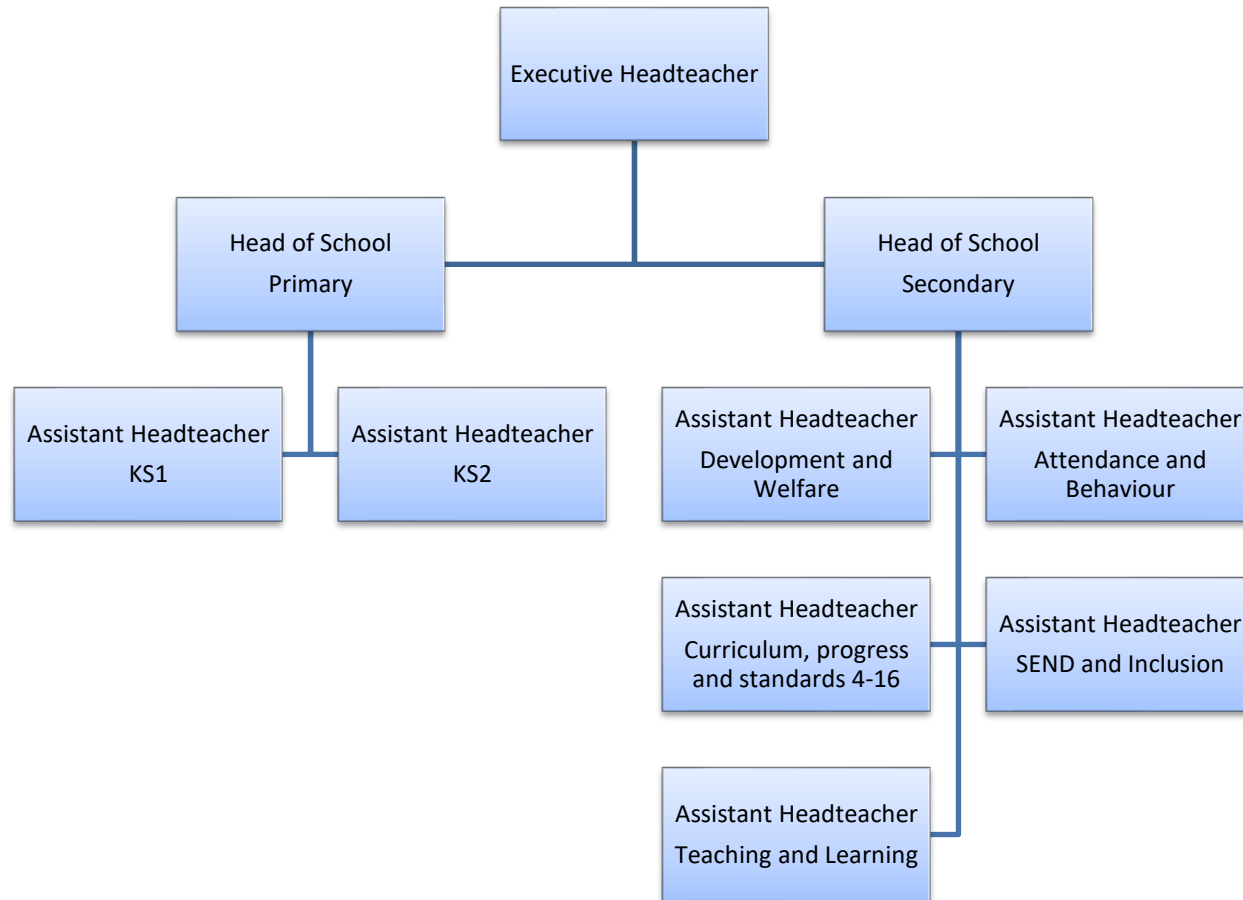 Executive Headteacher
Head of School
Primary
Head of School
Secondary
Assistant Headteacher
KS1
Assistant Headteacher
KS2
Assistant Headteacher
Development and
Welfare
Assistant Headteacher
Attendance and
Behaviour
Assistant Headteacher
Curriculum, progress
and standards 4-16
Assistant Headteacher
SEND and Inclusion
Assistant Headteacher
Teaching and Learning